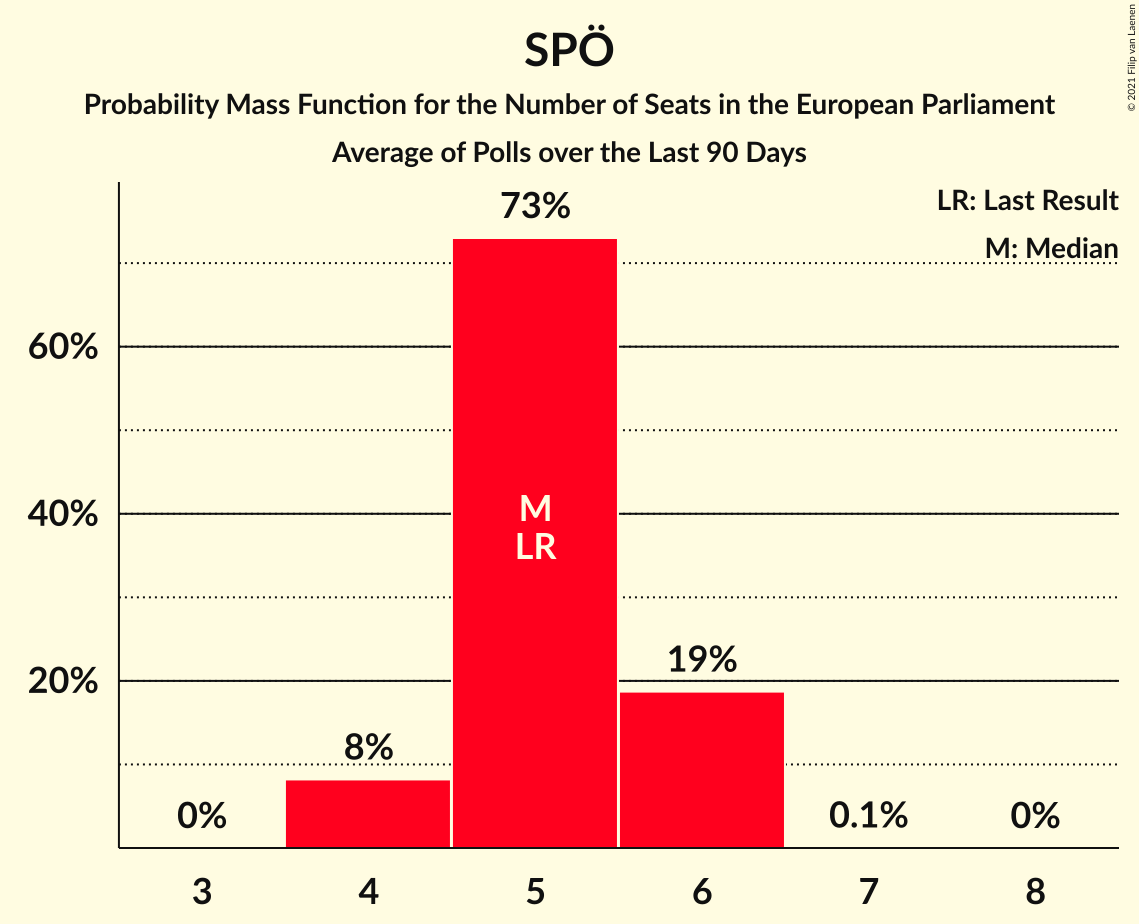 SPÖ
Probability Mass Function for the Number of Seats in the European Parliament
Average of Polls over the Last 90 Days
© 2021 Filip van Laenen
LR: Last Result
M: Median
73%
60%
40%
20%
M
LR
19%
8%
0%
0.1%
0%
3 4 5 6 7 8